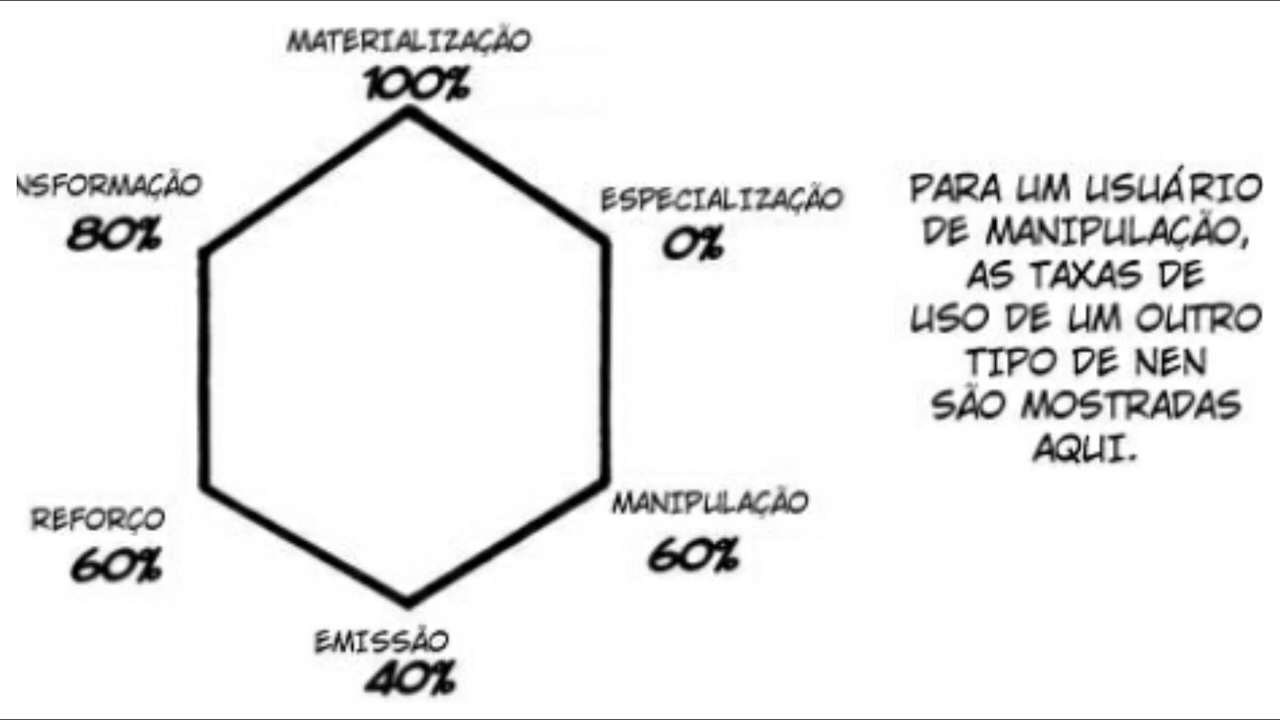 MATERIALIZAÇÃO
100%
NSFORMAÇÃO
80%
ESPECIALIZAÇÃO
0%
REFORÇO
60%
MANIPULAÇÃO
60%
EMISSÃO
40%
PARA UM USUÁRIO
DE MANIPULAÇÃO,
AS TAXAS DE
USO DE UM OUTRO
TIPO DE NEN
SÃO MOSTRADAS
AQUI.